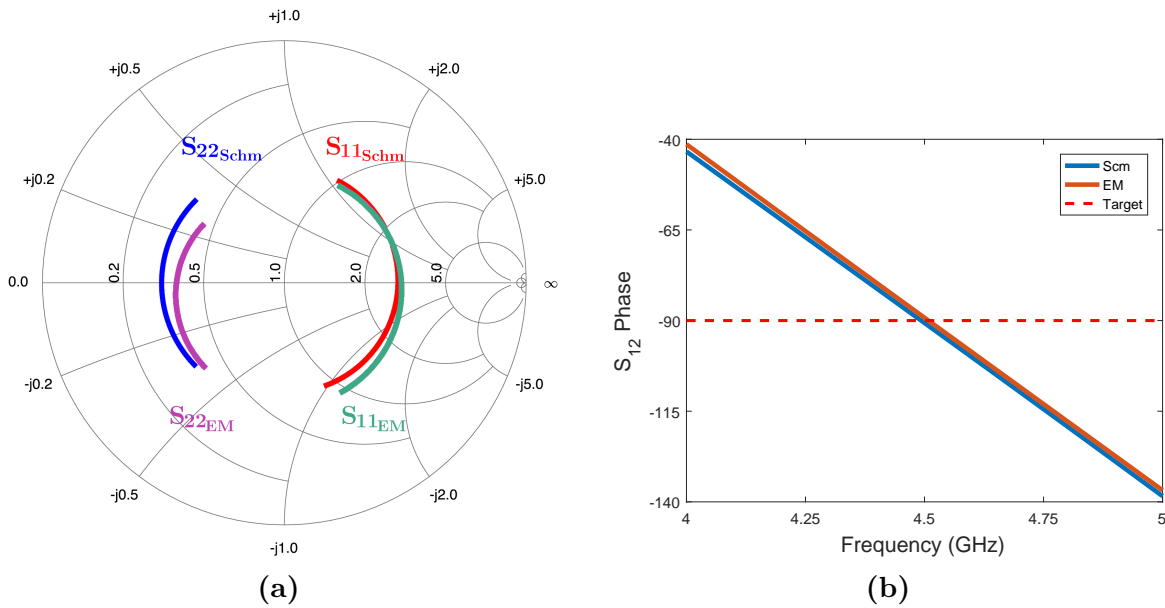 +j1.0
+j0.5
+j2.0
S22Schm
S11Schm
+j0.2
+j5.0
0.0
0.2
0.5
1.0
2.0
5.0
∞
-j0.2
-j5.0
S22EM
S11EM
-j0.5
-j2.0
-j1.0
(a)
-40
-65
-90
-115
-140
S12 Phase
Scm
EM
Target
4
4.25
4.5
4.75
5
Frequency (GHz)
(b)